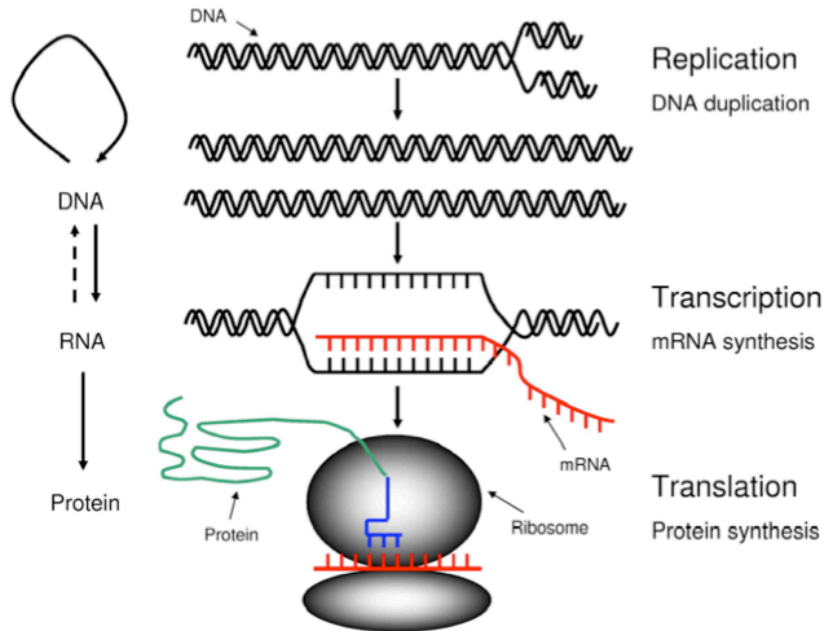 DNA
Replication
DNA duplication
DNA
RNA
Transcription
mRNA synthesis
mRNA
Protein
Protein
Ribosome
Translation
Protein synthesis